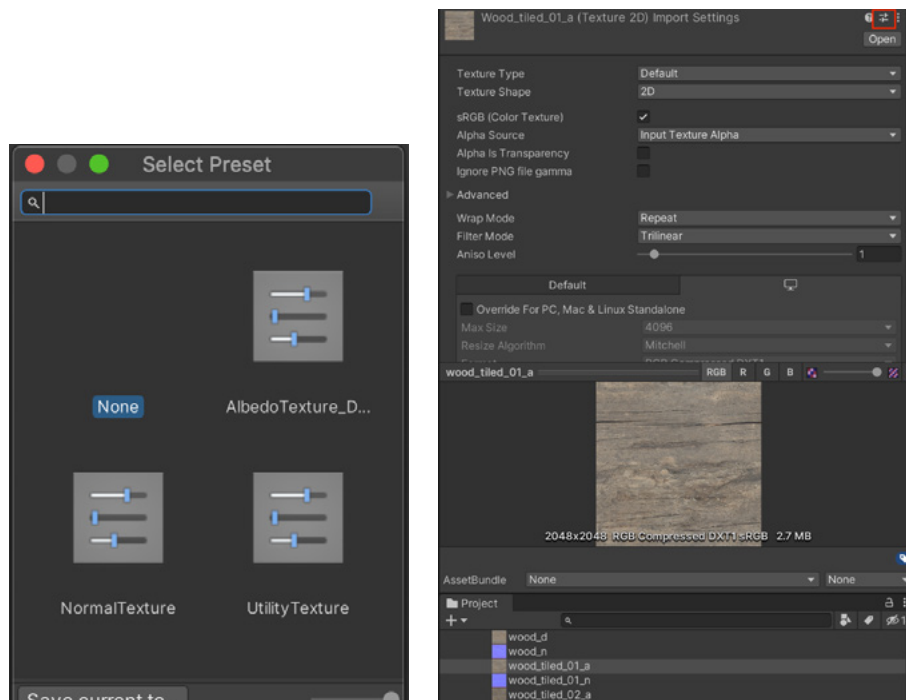 Select Preset
None
AlbedoTexture_D...
NormalTexture
UtilityTexture
Save current to...
Wood_tiled_01_a (Texture 2D) Import Settings
Open
Texture Type Default
Texture Shape 2D
sRGB (Color Texture)
Alpha Source Input Texture Alpha
Alpha Is Transparency
Ignore PNG file gamma
Advanced
Wrap Mode Repeat
Filter Mode Trilinear
Aniso Level 1
Default
Override For PC, Mac & Linux Standalone
Max Size 4096
Resize Algorithm Mitchell
Format RGB Compressed DXT1
wood_tiled_01_a RGB R G B
2048x2048 RGB Compressed DXT1 sRGB 2.7 MB
AssetBundle None None
Project
wood_d
wood_n
wood_tiled_01_a
wood_tiled_01_n
wood_tiled_02_a